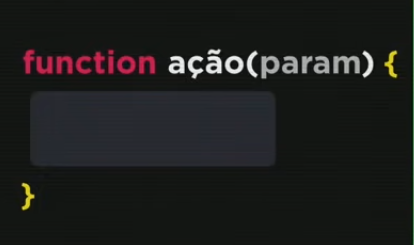 function ação(param) {
}